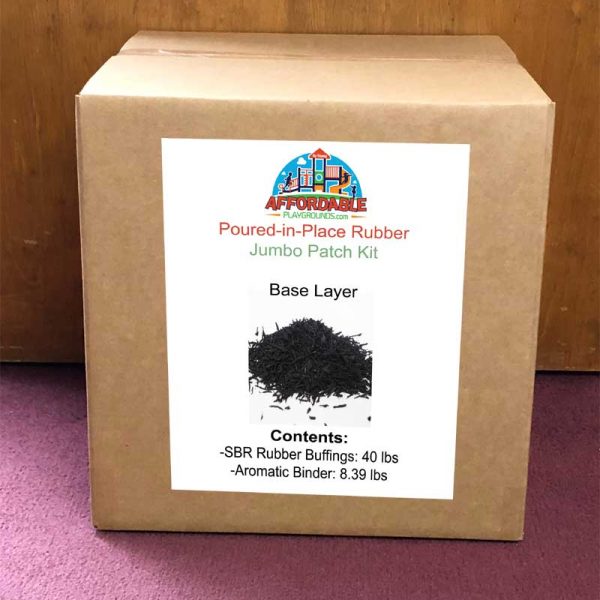 AFFORDABLE
PLAYGROUNDS.com
Poured-in-Place Rubber
Jumbo Patch Kit
Base Layer
Contents:
-SBR Rubber Buffings: 40 lbs
-Aromatic Binder: 8.39 lbs